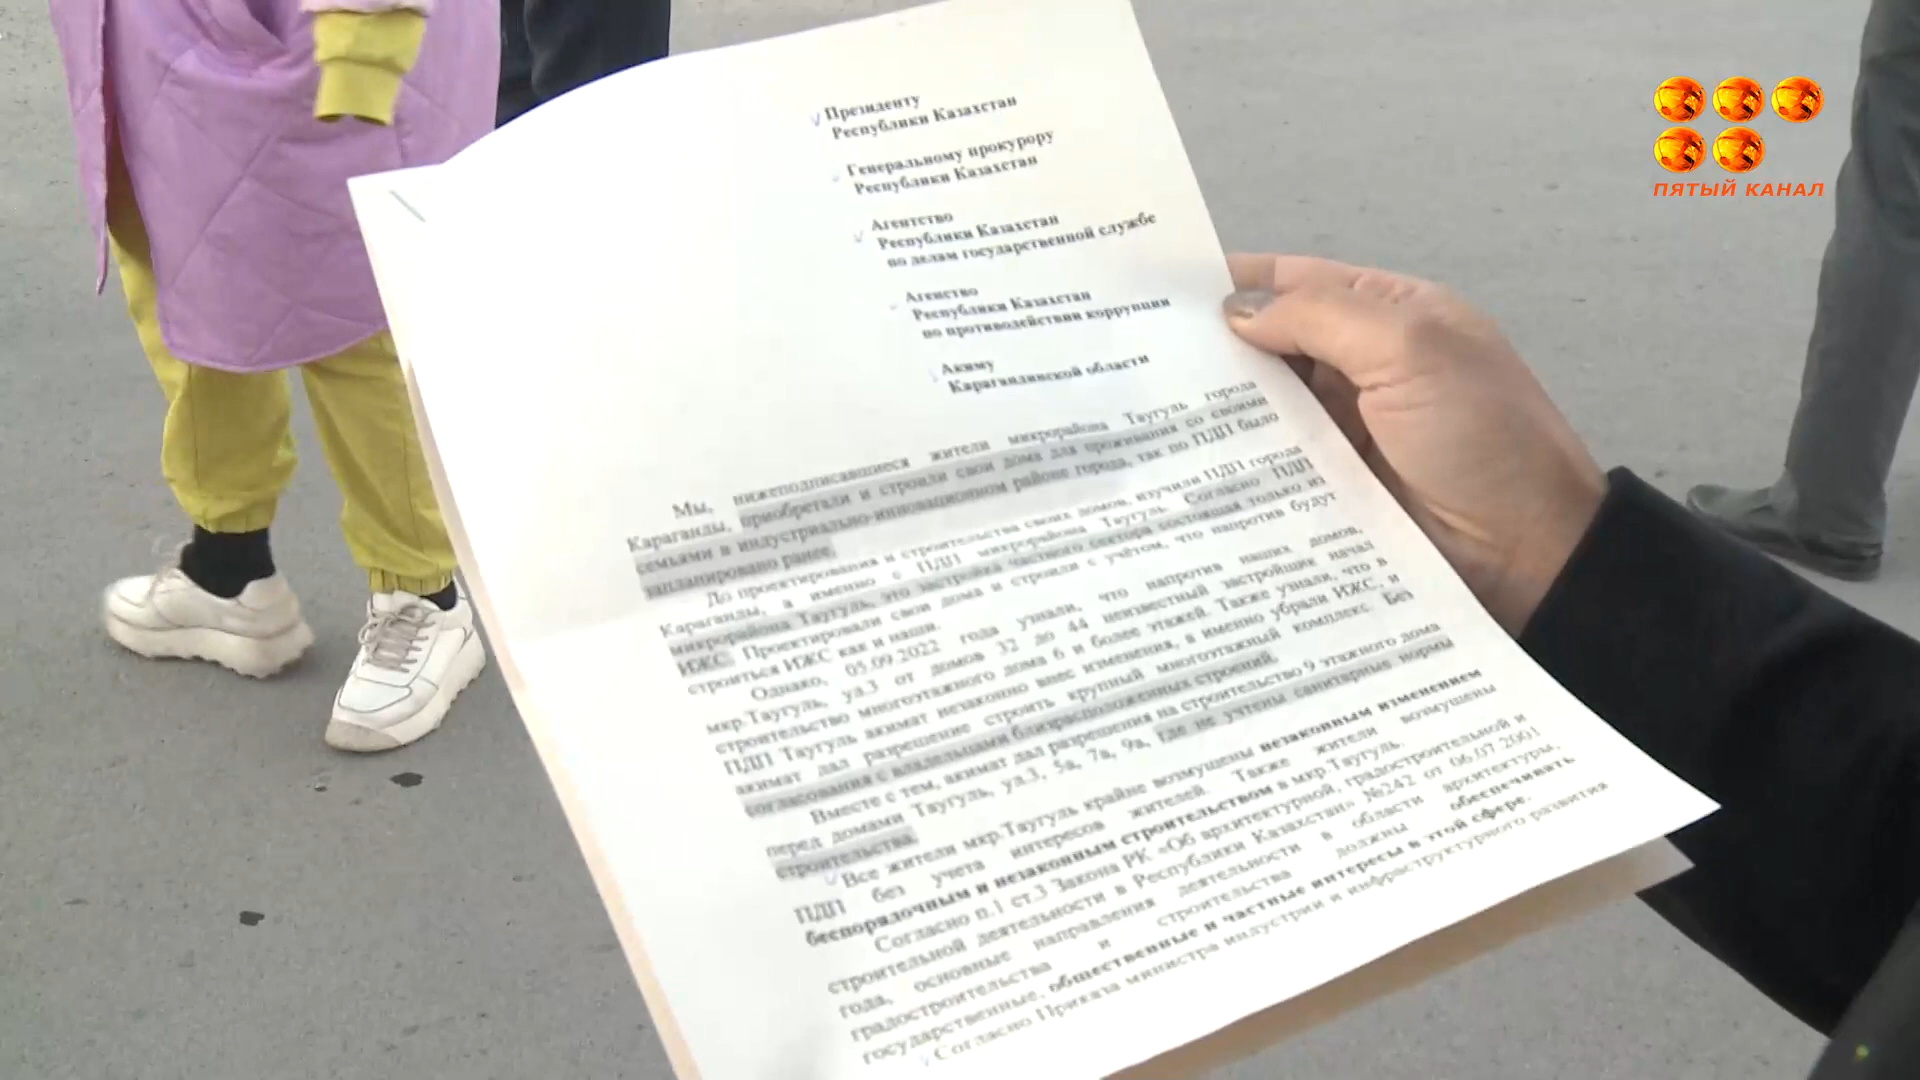 Президенту
Республики Казахстан
Генеральному прокурору
Республики Казахстан
Агентство
Республики Казахстан
по делам государственной службе
Агенство
Республики Казахстан
по противодействии коррупции
Акиму
Карагандинской области
Мы, нижеподписавшиеся жители микрорайона Таугуль города
Караганды, приобретали и строили свои дома для проживания со своими
семьями в индустриально-инновационном районе города, так по ПДП было
запланировано ранее.
До проектирования и строительства своих домов, изучили ПДП города
Караганды, а именно с ПДП микрорайона Таугуль. Согласно ПДП
микрорайона Таугуль, это застройка частного сектора состоящая только из
ИЖС. Проектировали свои дома и строили с учётом, что напротив будут
строиться ИЖС как и наши.
Однако, 05.09.2022 года узнали, что напротив наших домов,
мкр.Таугуль, ул.3 от домов 32 до 44 неизвестный застройщик начал
строительство многоэтажного дома 6 и более этажей. Также узнали, что в
ПДП Таугуль акимат незаконно внес изменения, а именно убрали ИЖС, и
акимат дал разрешение строить крупный многоэтажный комплекс. Без
согласования с владельцами близрасположенных строений.
Вместе с тем, акимат дал разрешения на строительство 9 этажного дома
перед домами Таугуль, ул.3, 5а, 7а, 9а, где не учтены санитарные нормы
строительства.
Все жители мкр.Таугуль крайне возмущены незаконным изменением
ПДП без учета интересов жителей. Также жители возмущены
беспорядочным и незаконным строительством в мкр.Таугуль.
Согласно п.1 ст.3 Закона РК «Об архитектурной, градостроительной и
строительной деятельности в Республики Казахстан» №242 от 06.07.2001
года, основные направления деятельности в области архитектуры,
градостроительства и строительства должны обеспечивать
государственные, общественные и частные интересы в этой сфере.
Согласно Приказа министра индустрии и инфраструктурного развития
ПЯТЫЙ КАНАЛ